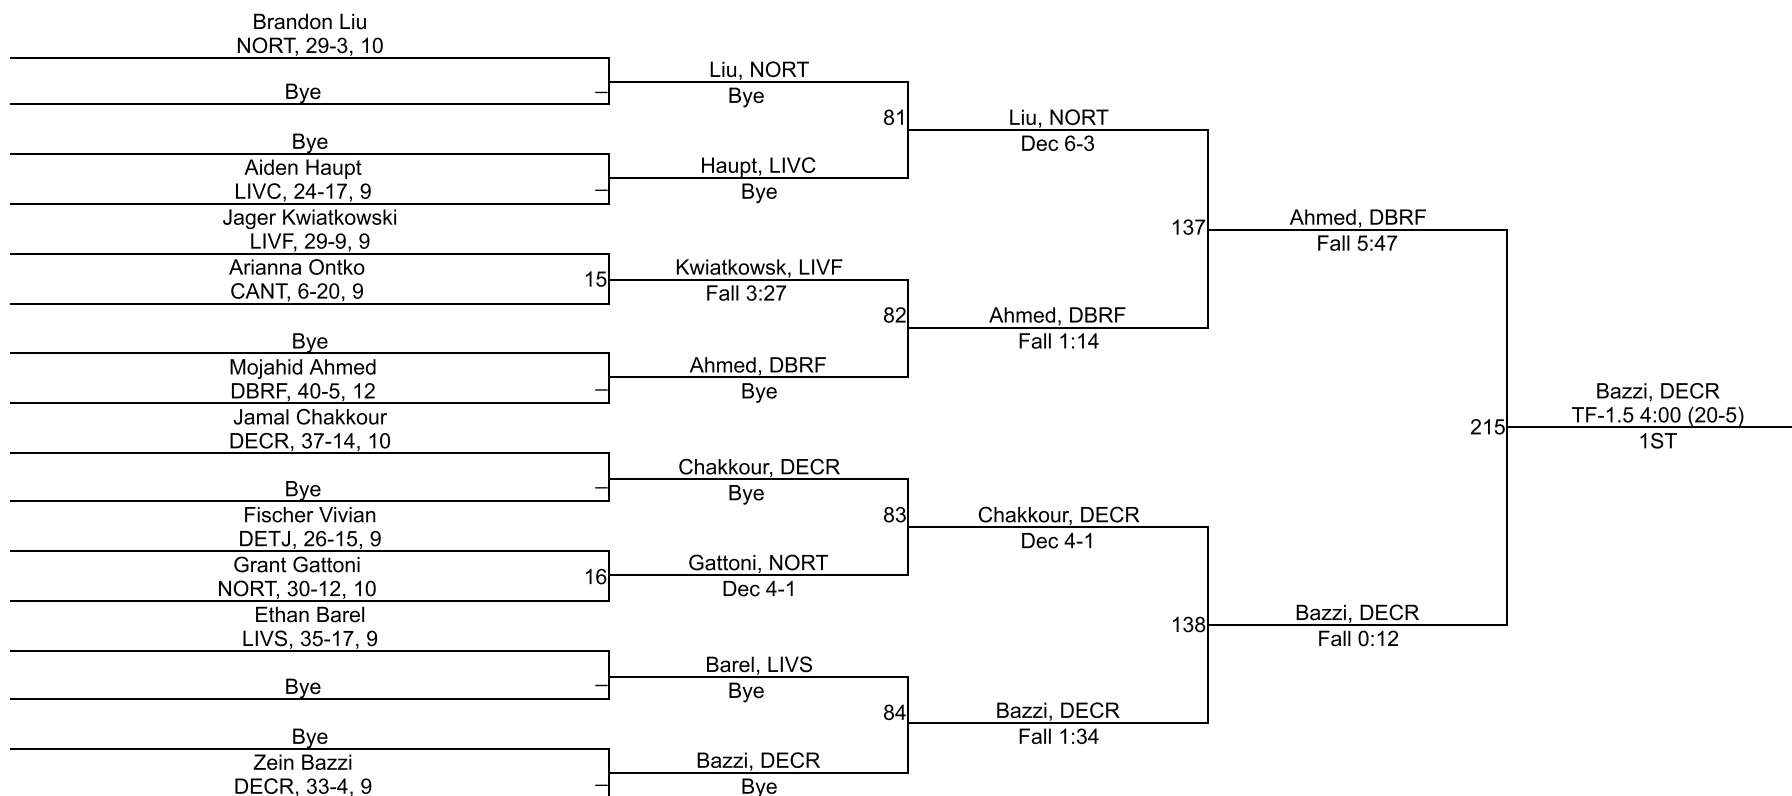 Brandon Liu
NORT, 29-3, 10
Bye
Bye
Aiden Haupt
LIVC, 24-17, 9
Jager Kwiatkowski
LIVF, 29-9, 9
Arianna Ontko
CANT, 6-20, 9
15
Bye
Mojahid Ahmed
DBRF, 40-5, 12
Jamal Chakkour
DECR, 37-14, 10
Bye
Fischer Vivian
DETJ, 26-15, 9
Grant Gattoni
NORT, 30-12, 10
16
Ethan Barel
LIVS, 35-17, 9
Bye
Bye
Zein Bazzi
DECR, 33-4, 9
Liu, NORT
Bye
81
Haupt, LIVC
Bye
Kwiatkowsk, LIVF
Fall 3:27
82
Ahmed, DBRF
Bye
Chakkour, DECR
Bye
83
Gattoni, NORT
Dec 4-1
Barel, LIVS
Bye
84
Bazzi, DECR
Bye
Liu, NORT
Dec 6-3
137
Ahmed, DBRF
Fall 1:14
Chakkour, DECR
Dec 4-1
138
Bazzi, DECR
Fall 1:34
Ahmed, DBRF
Fall 5:47
215
Bazzi, DECR
Fall 0:12
Bazzi, DECR
TF-1.5 4:00 (20-5)
1ST